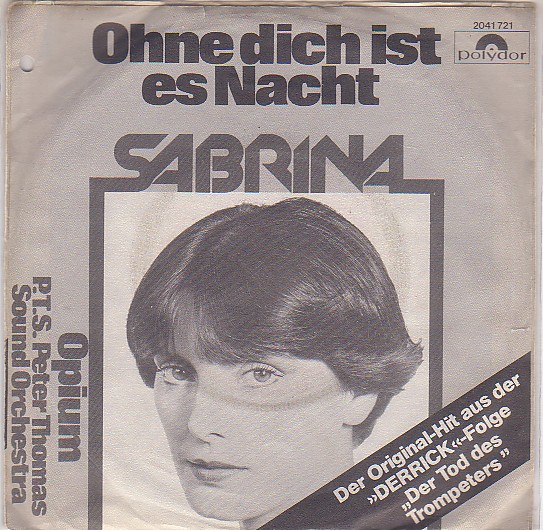 2041721
polydor
Ohne dich ist
es Nacht
SABRINA
Opium
P.T.S. Peter Thomas
Sound Orchestra
Der Original-Hit aus der
»DERRICK«-Folge
„Der Tod des
Trompeters”